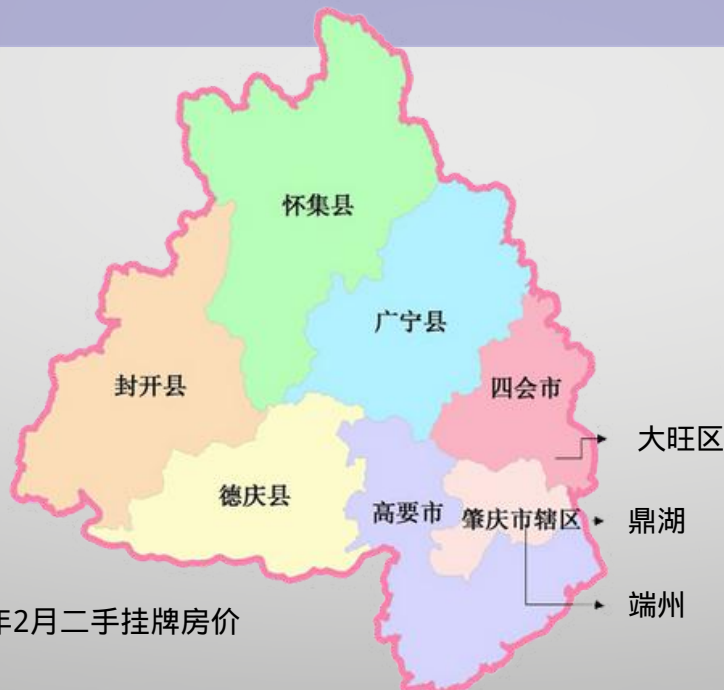 怀集县
广宁县
封开县
四会市
大旺区
德庆县
高要市
肇庆市辖区
鼎湖
端州
年2月二手挂牌房价